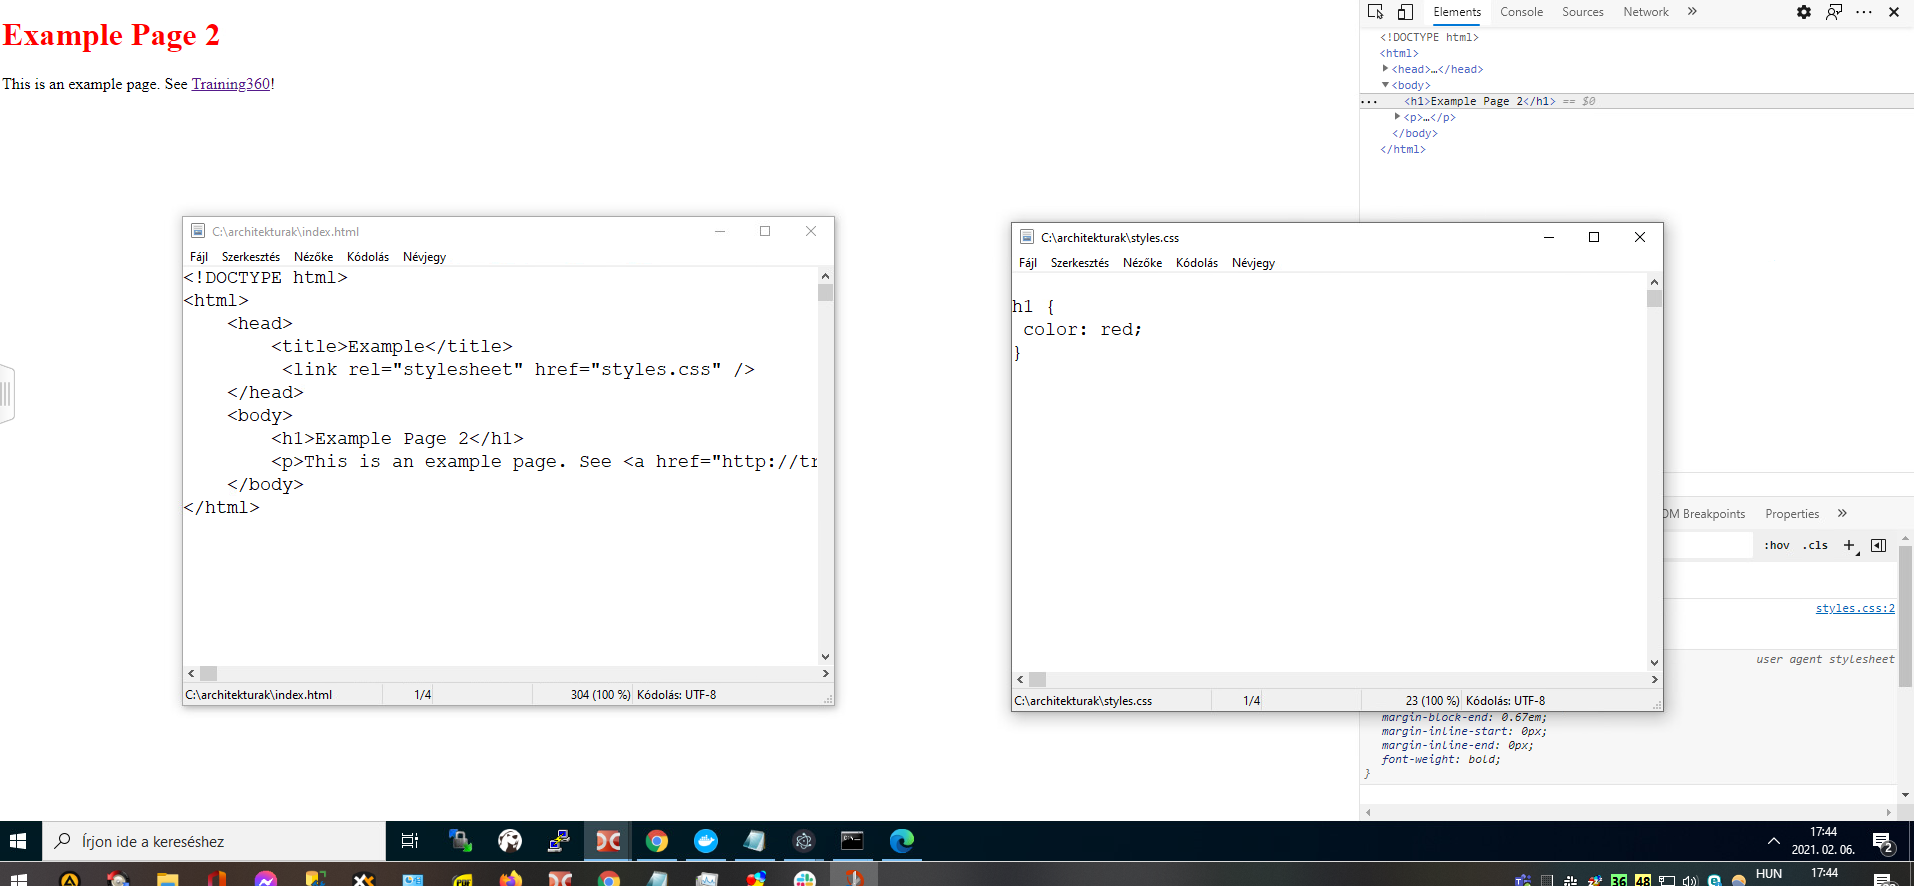 Example Page 2
This is an example page. See Training360!
Elements Console Sources Network »
<!DOCTYPE html>
<html>
<head>…</head>
<body>
<h1>Example Page 2</h1> == $0
<p>…</p>
</body>
</html>
C:\architekturak\index.html
Fájl Szerkesztés Nézőke Kódolás Névjegy
<!DOCTYPE html>
<html>
<head>
<title>Example</title>
<link rel="stylesheet" href="styles.css" />
</head>
<body>
<h1>Example Page 2</h1>
<p>This is an example page. See <a href="http://tr
</body>
</html>
C:\architekturak\index.html 1/4 304 (100 %) Kódolás: UTF-8
C:\architekturak\styles.css
Fájl Szerkesztés Nézőke Kódolás Névjegy
h1 {
color: red;
}
C:\architekturak\styles.css 1/4 23 (100 %) Kódolás: UTF-8
OM Breakpoints Properties »
:hov .cls +
styles.css:2
user agent stylesheet
margin-block-end: 0.67em;
margin-inline-start: 0px;
margin-inline-end: 0px;
font-weight: bold;
}
Írjon ide a kereséshez
17:44
2021. 02. 06.
2
36 48 HUN 17:44